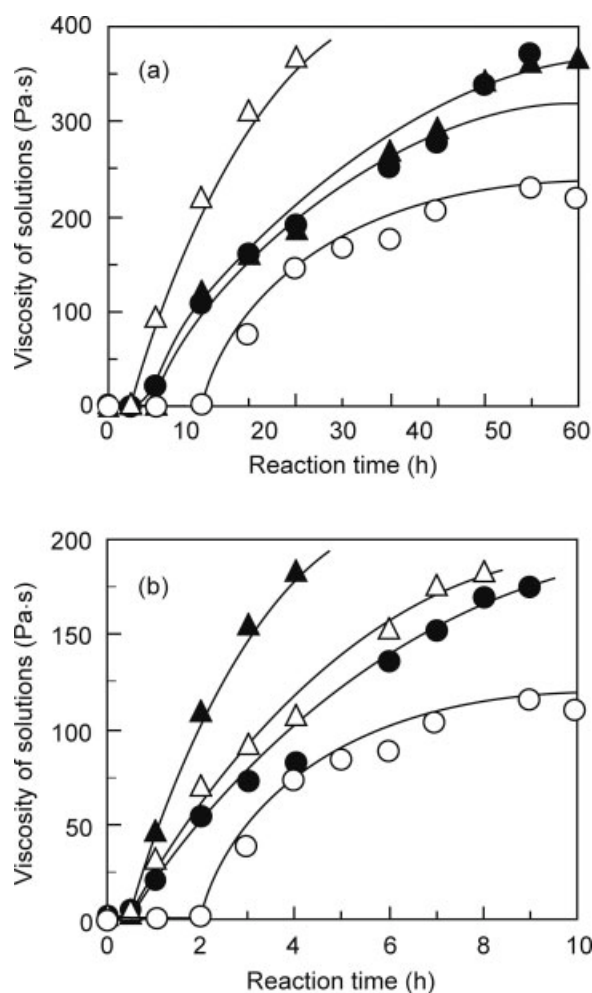 400
(a)
300
200
100
0
Viscosity of solutions (Pa·s)
0 10 20 30 40 50 60
Reaction time (h)
200
(b)
150
100
50
0
Viscosity of solutions (Pa·s)
0 2 4 6 8 10
Reaction time (h)